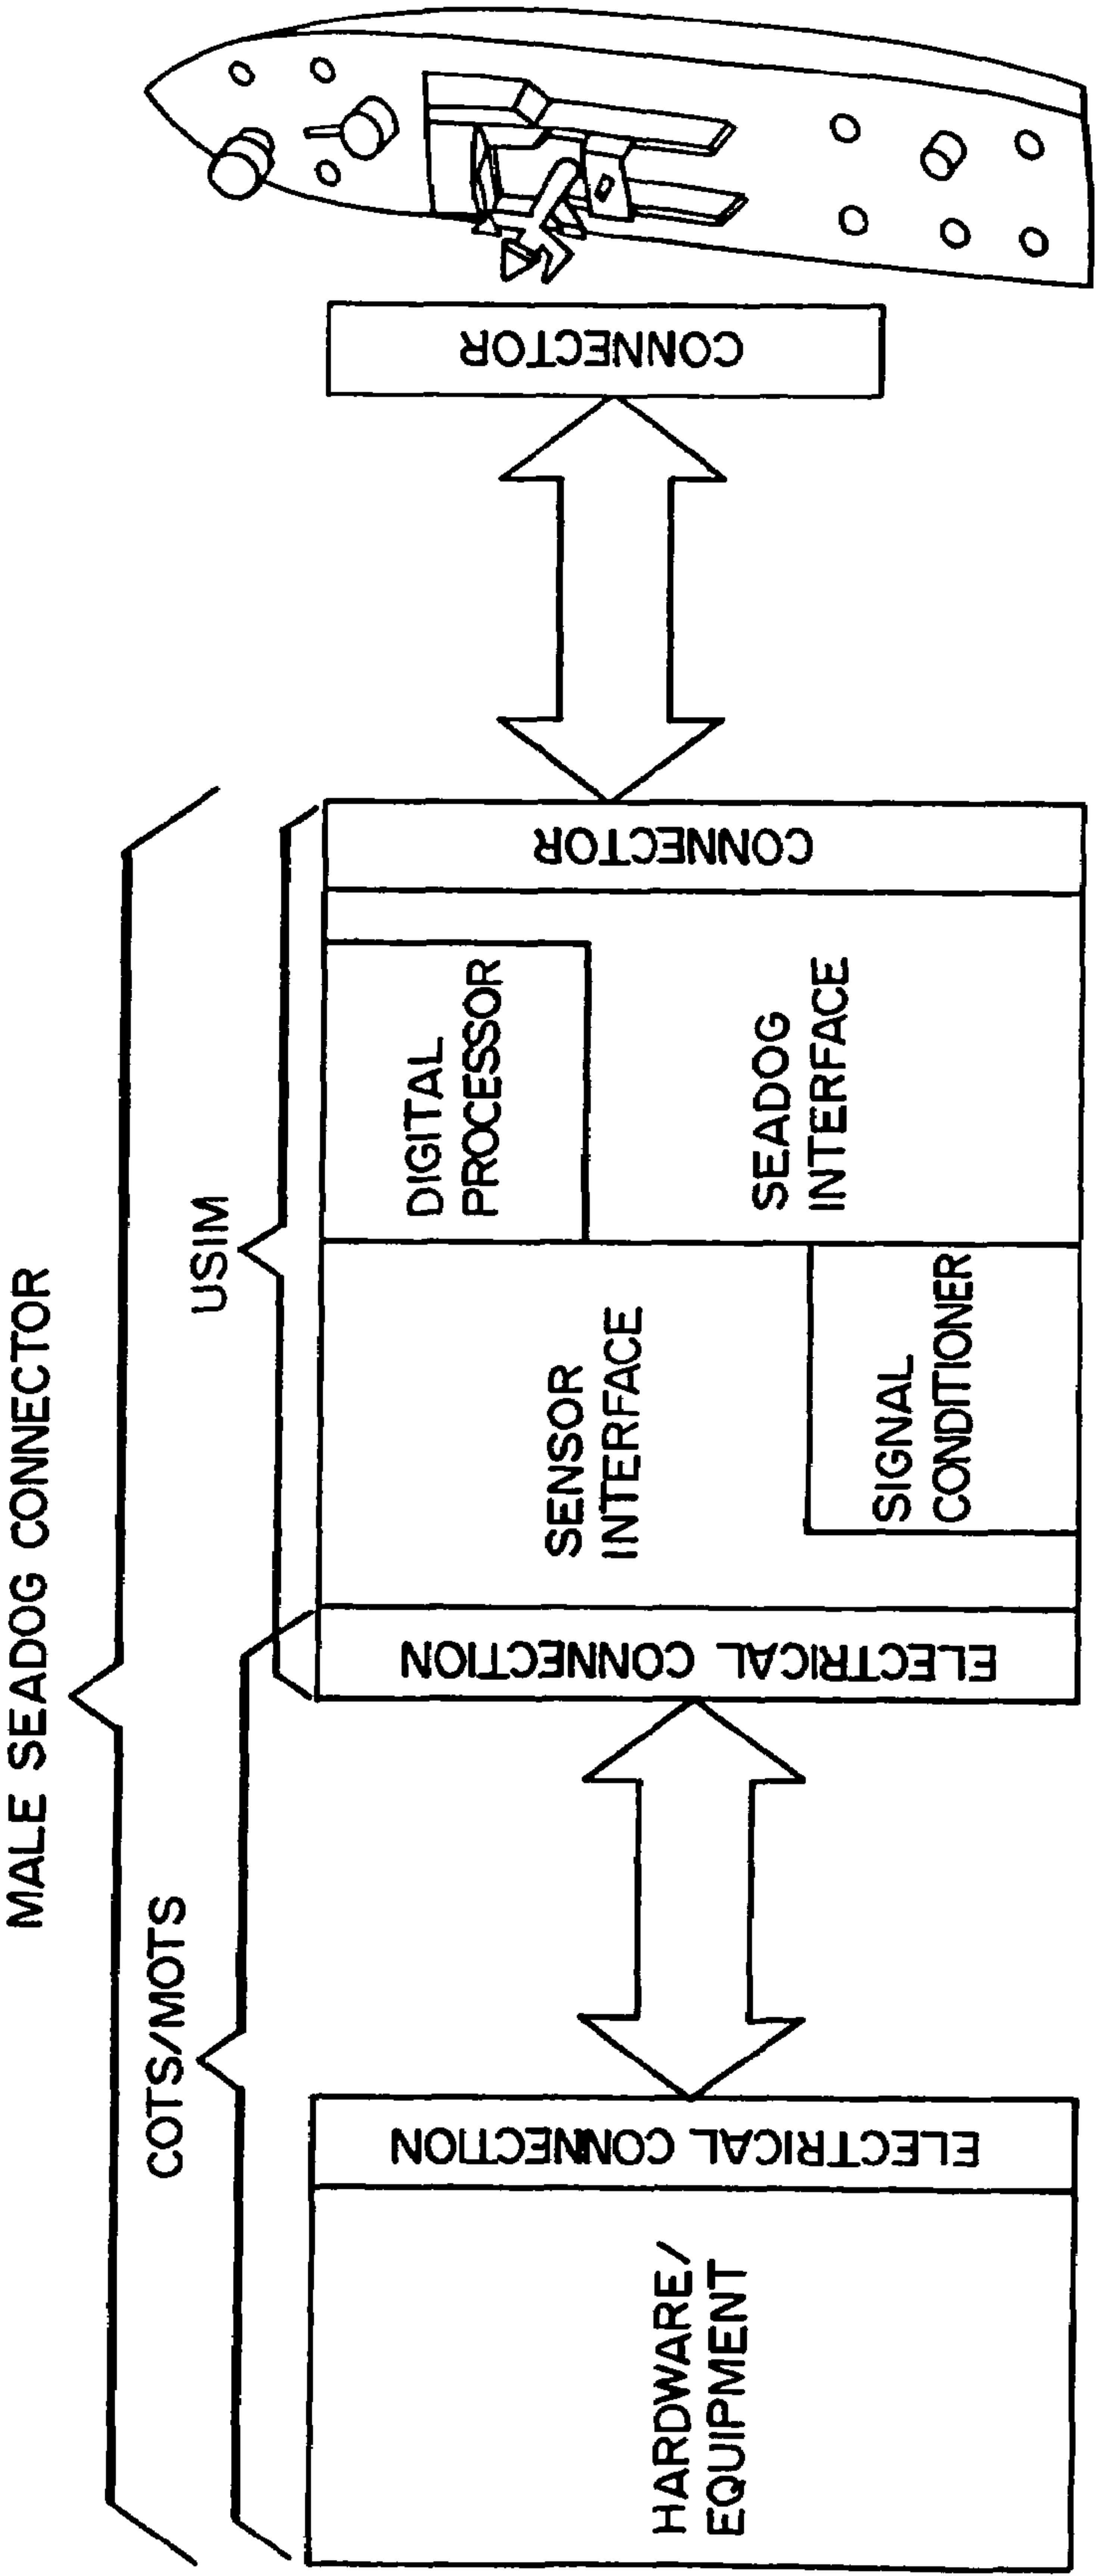 MALE SEADOG CONNECTOR
COTS/MOTS
USIM
HARDWARE/
EQUIPMENT
ELECTRICAL CONNECTION
ELECTRICAL CONNECTION
SENSOR
INTERFACE
SIGNAL
CONDITIONER
DIGITAL
PROCESSOR
SEADOG
INTERFACE
CONNECTOR
CONNECTOR